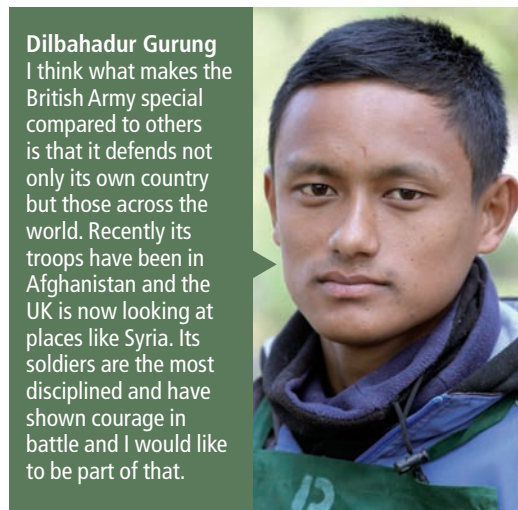 Dilbahadur Gurung
I think what makes the
British Army special
compared to others
is that it defends not
only its own country
but those across the
world. Recently its
troops have been in
Afghanistan and the
UK is now looking at
places like Syria. Its
soldiers are the most
disciplined and have
shown courage in
battle and I would like
to be part of that.